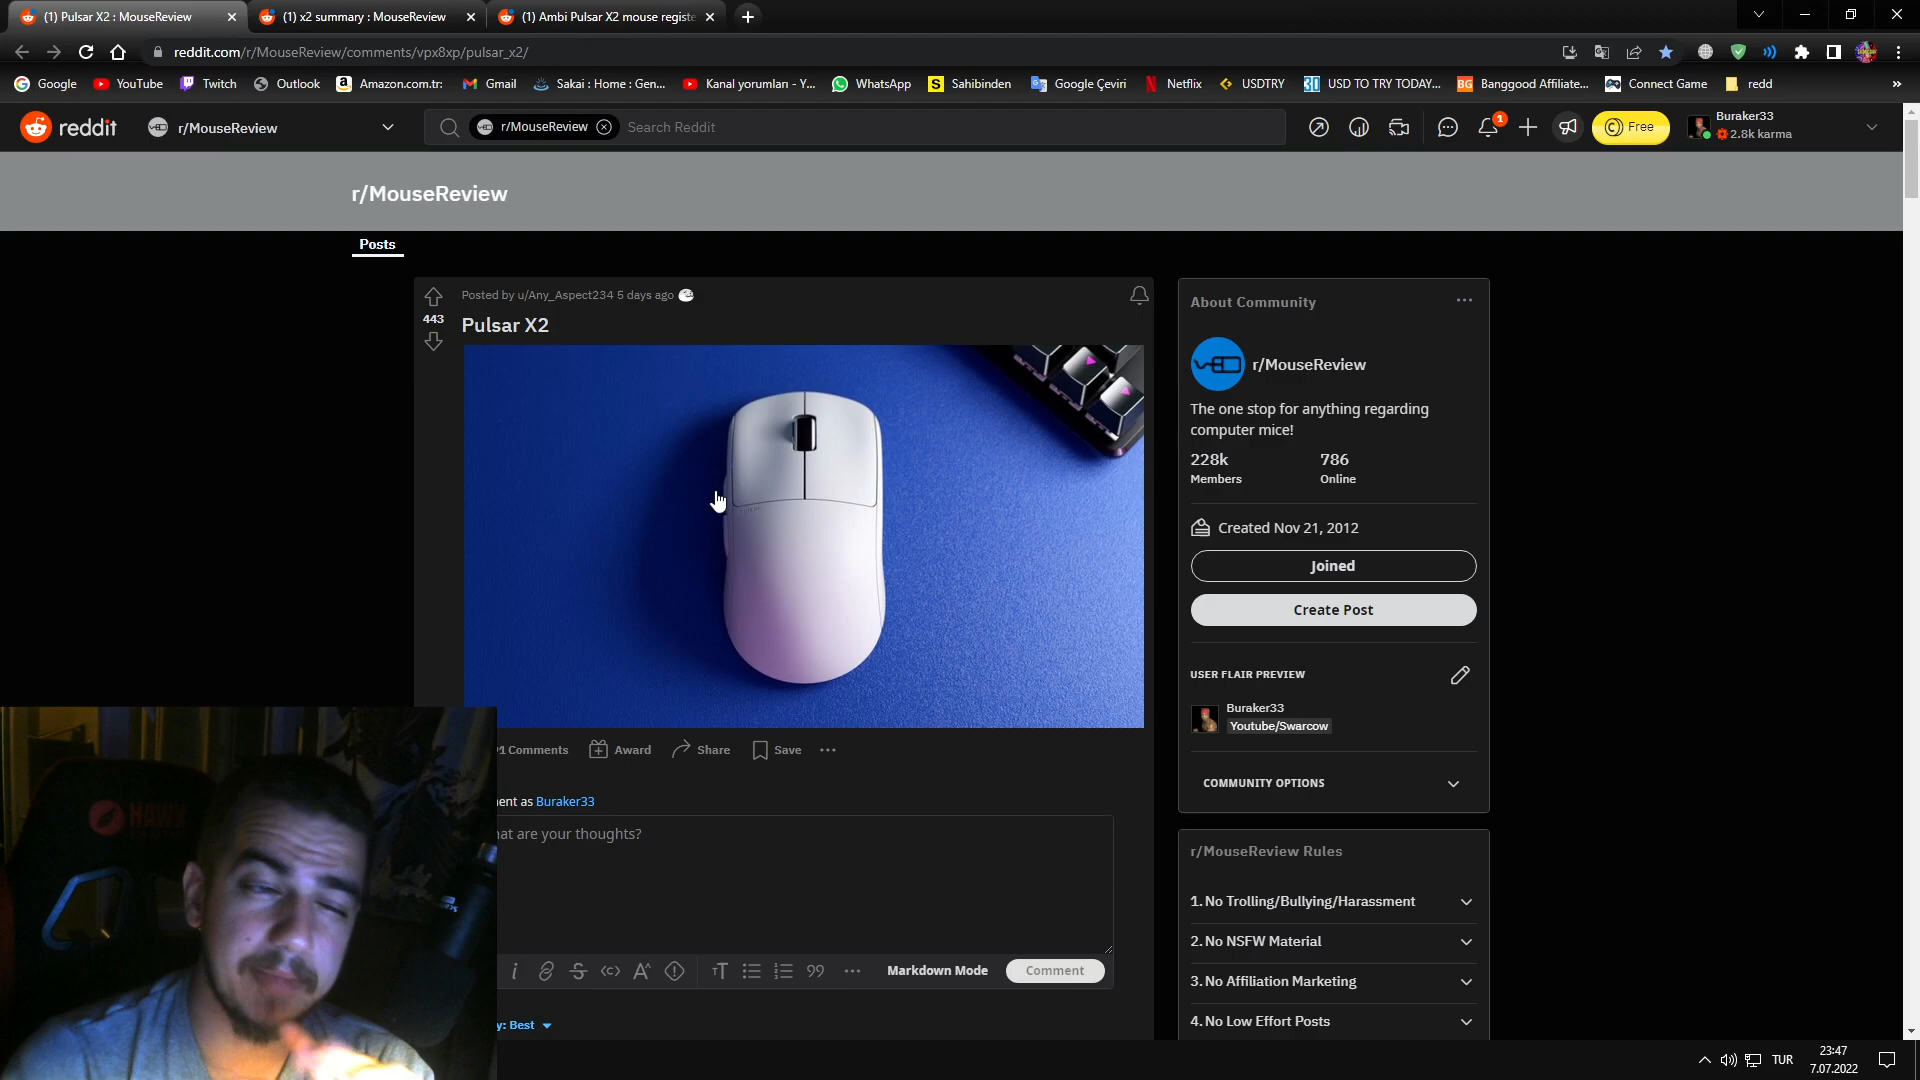 (1) Pulsar X2 : MouseReview
(1) x2 summary : MouseReview
(1) Ambi Pulsar X2 mouse registe
reddit.com/r/MouseReview/comments/vpx8xp/pulsar_x2/
Google
YouTube
Twitch
Outlook
Amazon.com.tr:
Gmail
Sakai : Home : Gen...
Kanal yorumları - Y...
WhatsApp
Sahibinden
Google Çeviri
Netflix
USDTRY
USD TO TRY TODAY...
Banggood Affiliate...
Connect Game
redd
»
reddit
r/MouseReview
r/MouseReview
Search Reddit
1
Free
Buraker33
2.8k karma
r/MouseReview
Posts
Posted by u/Any_Aspect234 5 days ago
443
Pulsar X2
1 Comments
Award
Share
Save
ent as Buraker33
at are your thoughts?
Markdown Mode
Comment
y: Best
About Community
r/MouseReview
The one stop for anything regarding
computer mice!
228k
Members
786
Online
Created Nov 21, 2012
Joined
Create Post
USER FLAIR PREVIEW
Buraker33
Youtube/Swarcow
COMMUNITY OPTIONS
r/MouseReview Rules
1. No Trolling/Bullying/Harassment
2. No NSFW Material
3. No Affiliation Marketing
4. No Low Effort Posts
HAWK
TUR
23:47
7.07.2022